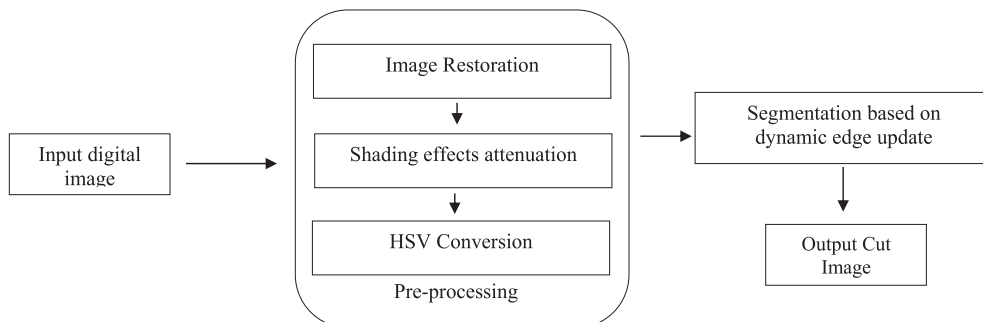 Input digital
image
Image Restoration
Shading effects attenuation
HSV Conversion
Pre-processing
Segmentation based on
dynamic edge update
Output Cut
Image